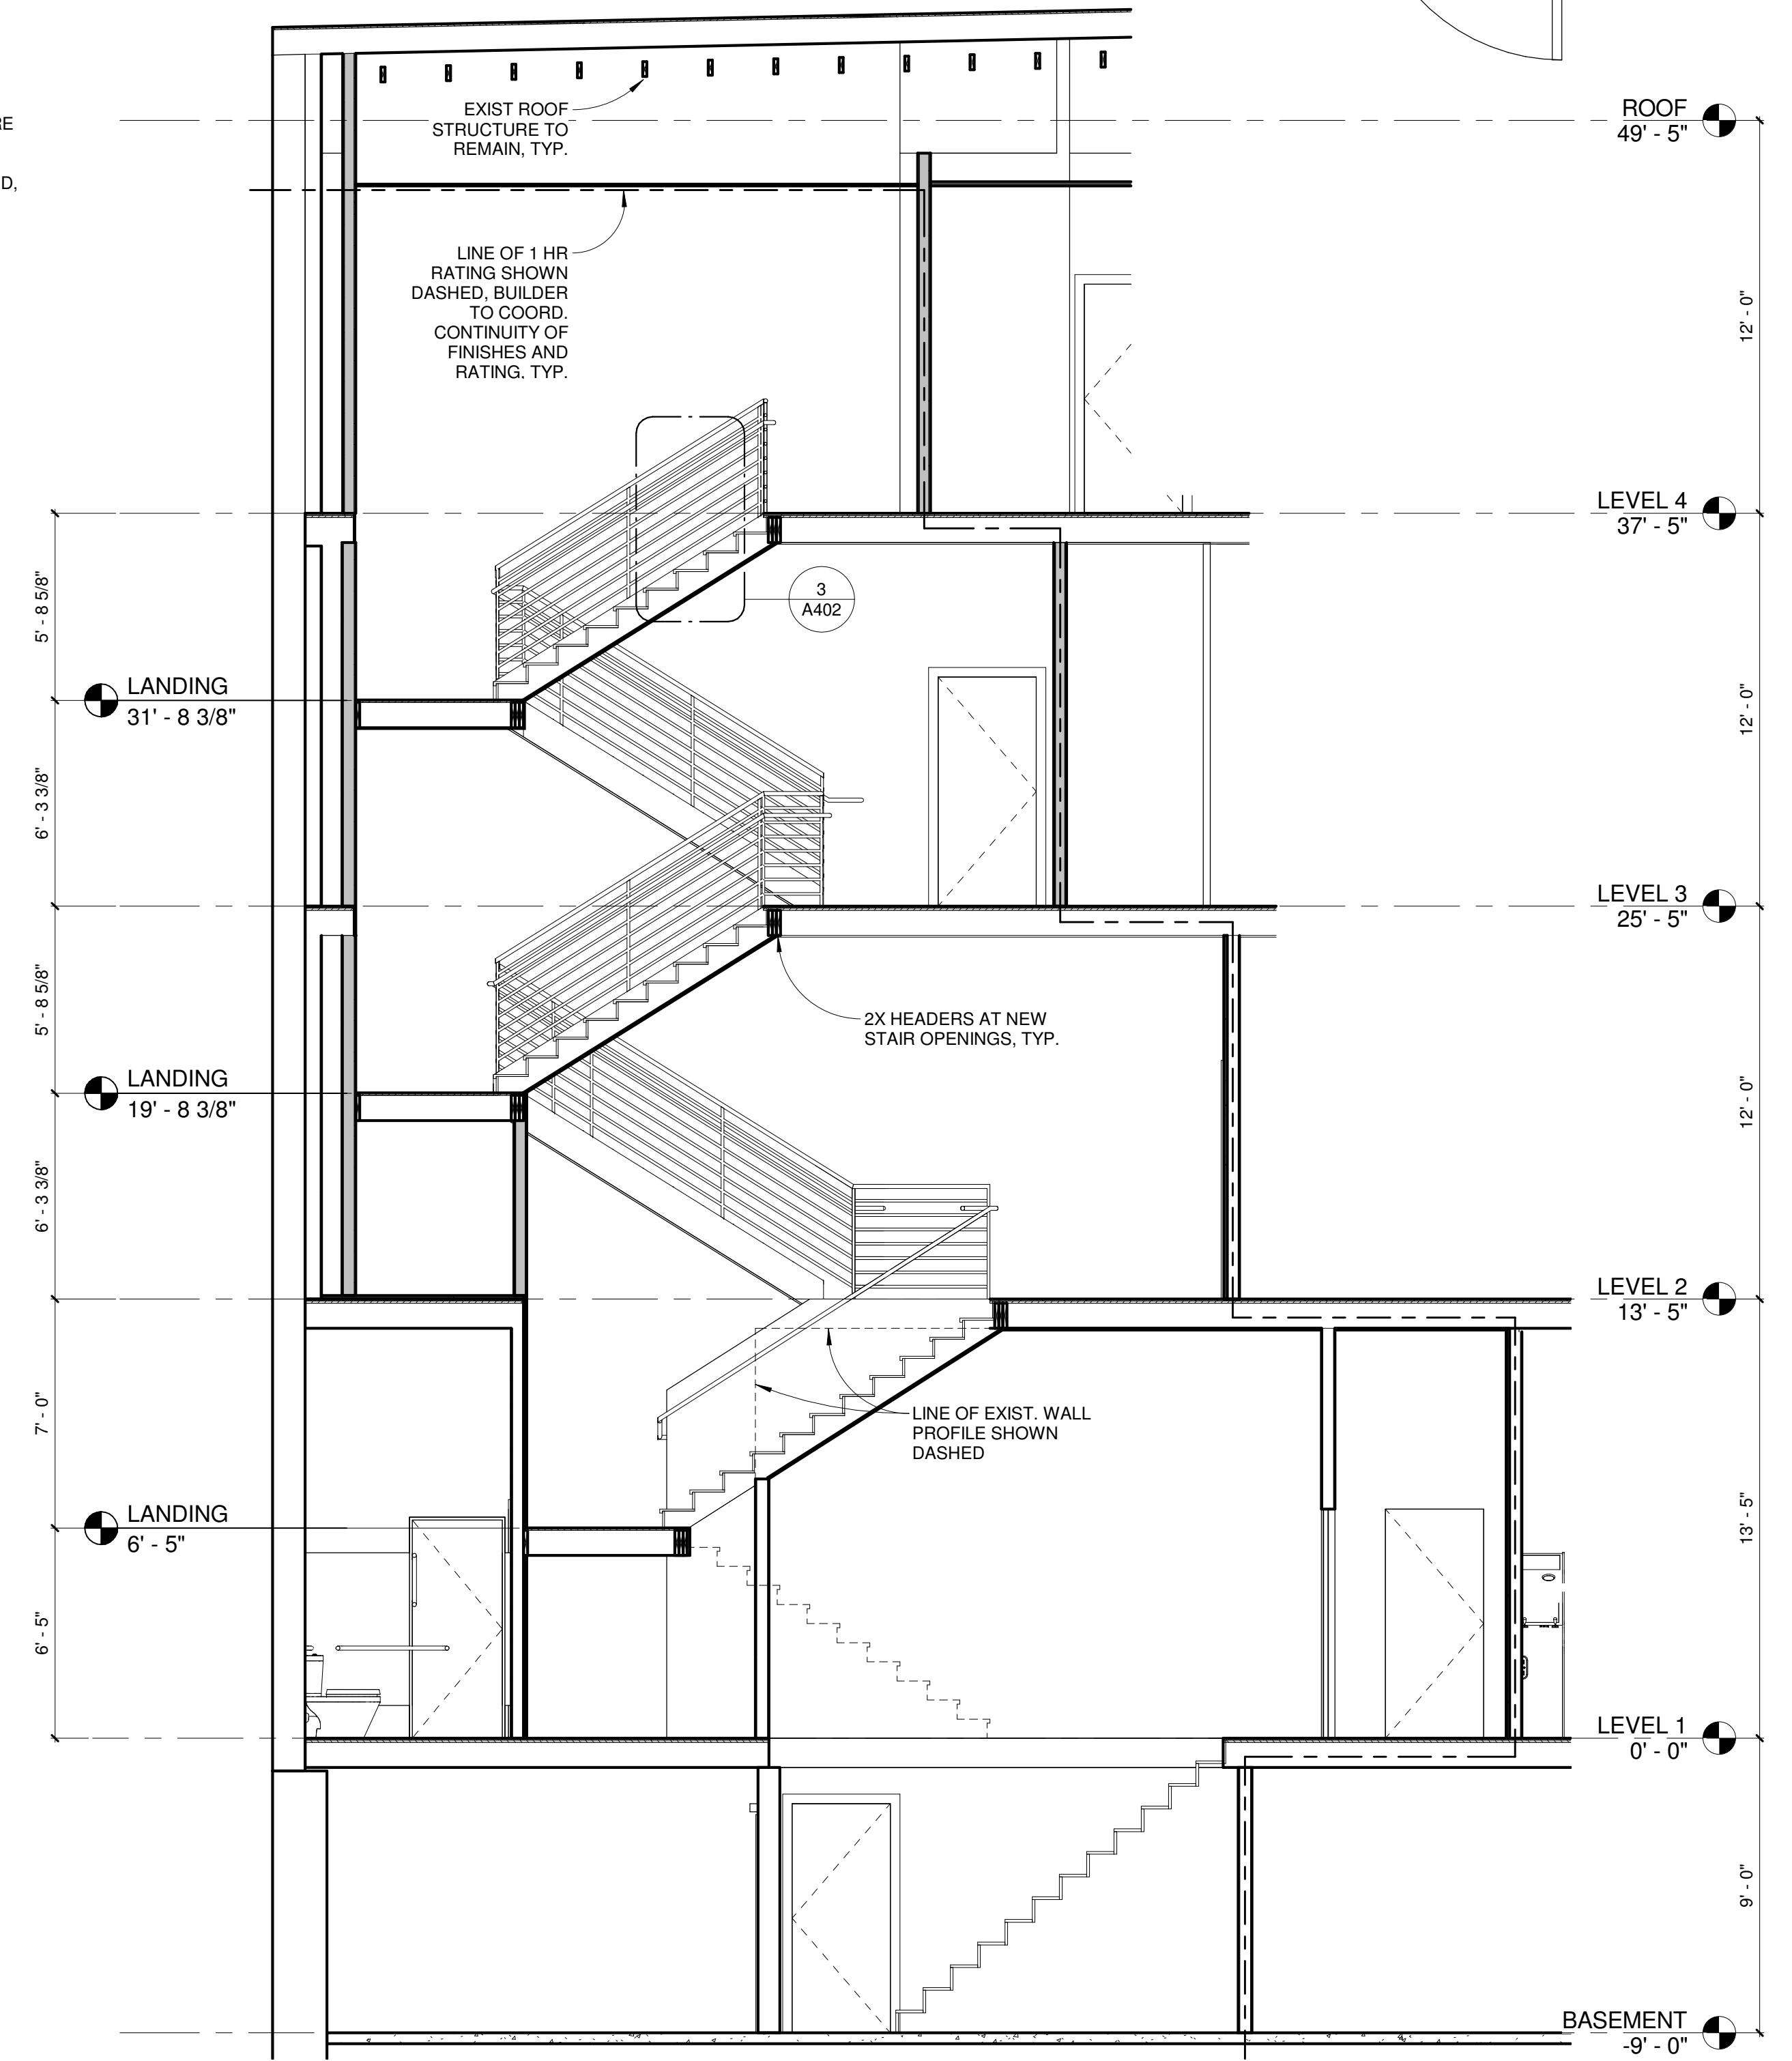 RE
D,
EXIST ROOF
STRUCTURE TO
REMAIN, TYP.
ROOF
49' - 5"
LINE OF 1 HR
RATING SHOWN
DASHED, BUILDER
TO COORD.
CONTINUITY OF
FINISHES AND
RATING, TYP.
12' - 0"
LEVEL 4
37' - 5"
5' - 8 5/8"
3
A402
LANDING
31' - 8 3/8"
12' - 0"
6' - 3 3/8"
LEVEL 3
25' - 5"
5' - 8 5/8"
2X HEADERS AT NEW
STAIR OPENINGS, TYP.
LANDING
19' - 8 3/8"
12' - 0"
6' - 3 3/8"
LEVEL 2
13' - 5"
7' - 0"
LINE OF EXIST. WALL
PROFILE SHOWN
DASHED
LANDING
6' - 5"
13' - 5"
6' - 5"
LEVEL 1
0' - 0"
9' - 0"
BASEMENT
-9' - 0"